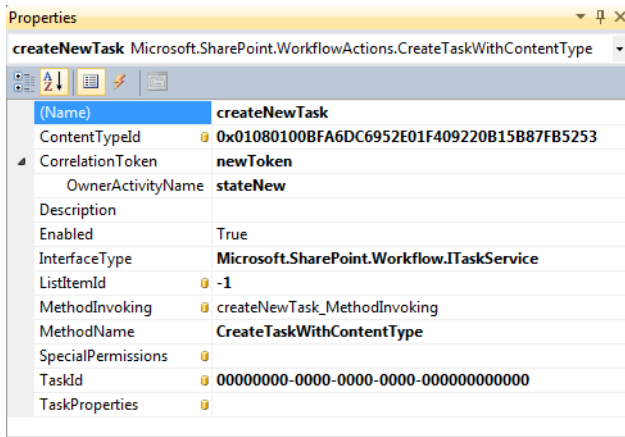 Properties
createNewTask Microsoft.SharePoint.WorkflowActions.CreateTaskWithContentType
(Name) createNewTask
ContentTypeId 0x01080100BFA6DC6952E01F409220B15B87FB5253
CorrelationToken newToken
OwnerActivityName stateNew
Description
Enabled True
InterfaceType Microsoft.SharePoint.Workflow.ITaskService
ListItemId -1
MethodInvoking createNewTask_MethodInvoking
MethodName CreateTaskWithContentType
SpecialPermissions
TaskId 00000000-0000-0000-0000-000000000000
TaskProperties